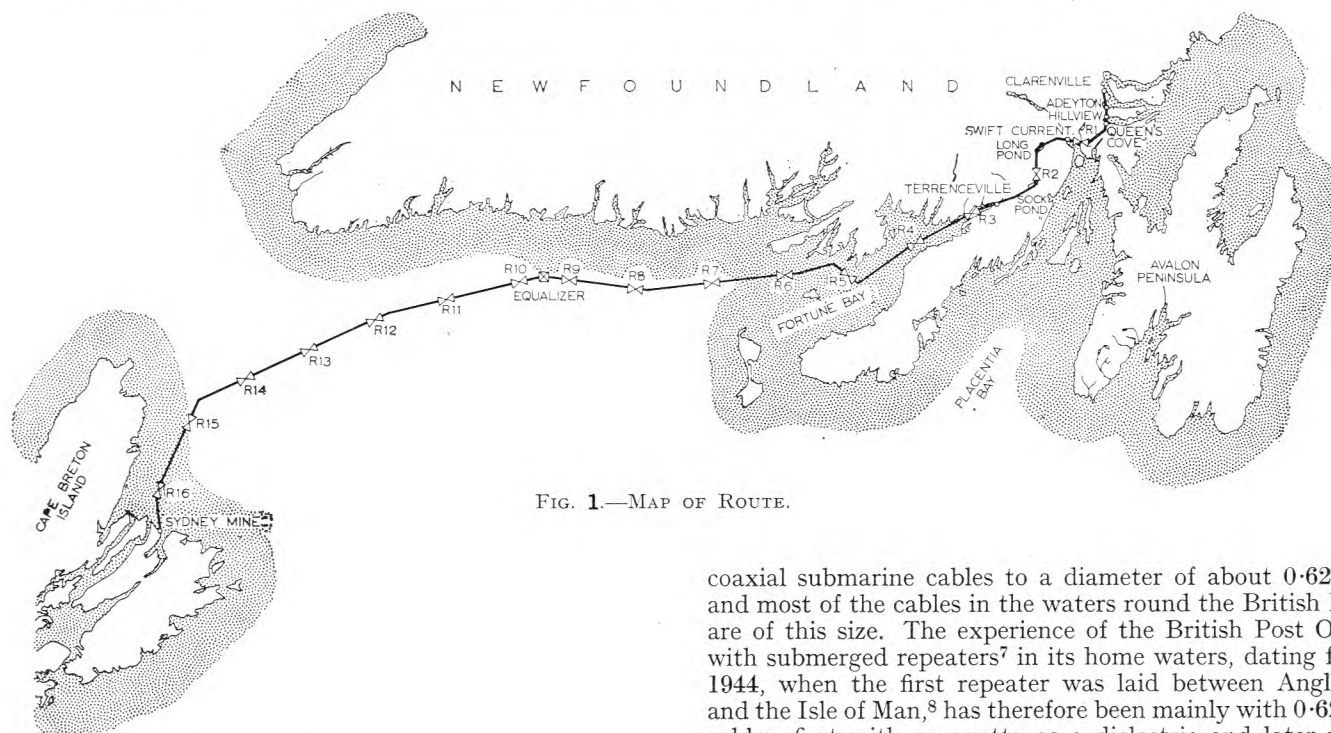 NEWFOUNDLAND
CLARENVILLE
ADEYTON
HILLVIEW
SWIFT CURRENT
R1
QUEEN'S
COVE
LONG
POND
R2
TERRENCEVILLE
SOCK
POND
R3
R4
AVALON
PENINSULA
R10
R9
R8
R7
R6
R5
EQUALIZER
FORTUNE BAY
R11
R12
PLACENTIA
BAY
R13
R14
R15
CAPE BRETON
ISLAND
R16
SYDNEY MINES
FIG. 1.—MAP OF ROUTE.
coaxial submarine cables to a diameter of about 0·62
and most of the cables in the waters round the British
are of this size. The experience of the British Post
with submerged repeaters7 in its home waters, dating
1944, when the first repeater was laid between
and the Isle of Man,8 has therefore been mainly with 0·62